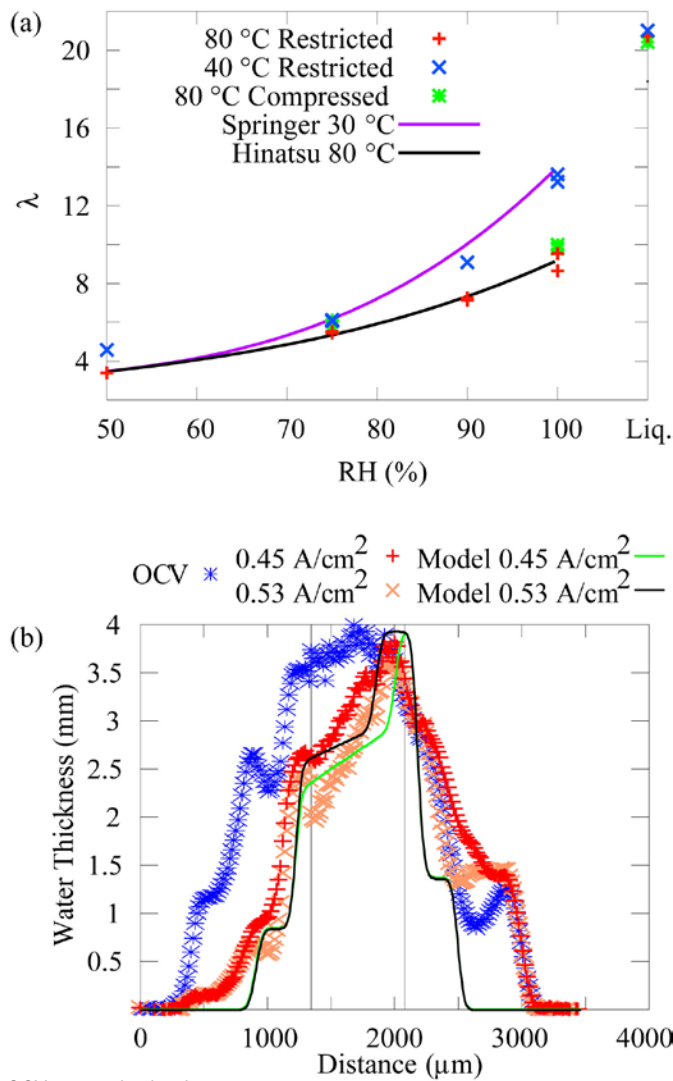 (a)
80 °C Restricted
40 °C Restricted
80 °C Compressed
Springer 30 °C
Hinatsu 80 °C
20
16
12
8
4
λ
50 60 70 80 90 100 Liq.
RH (%)
OCV
0.45 A/cm² Model 0.45 A/cm²
0.53 A/cm² Model 0.53 A/cm²
(b)
4
3.5
3
2.5
2
1.5
1
0.5
Water Thickness (mm)
0 1000 2000 3000 4000
Distance (µm)